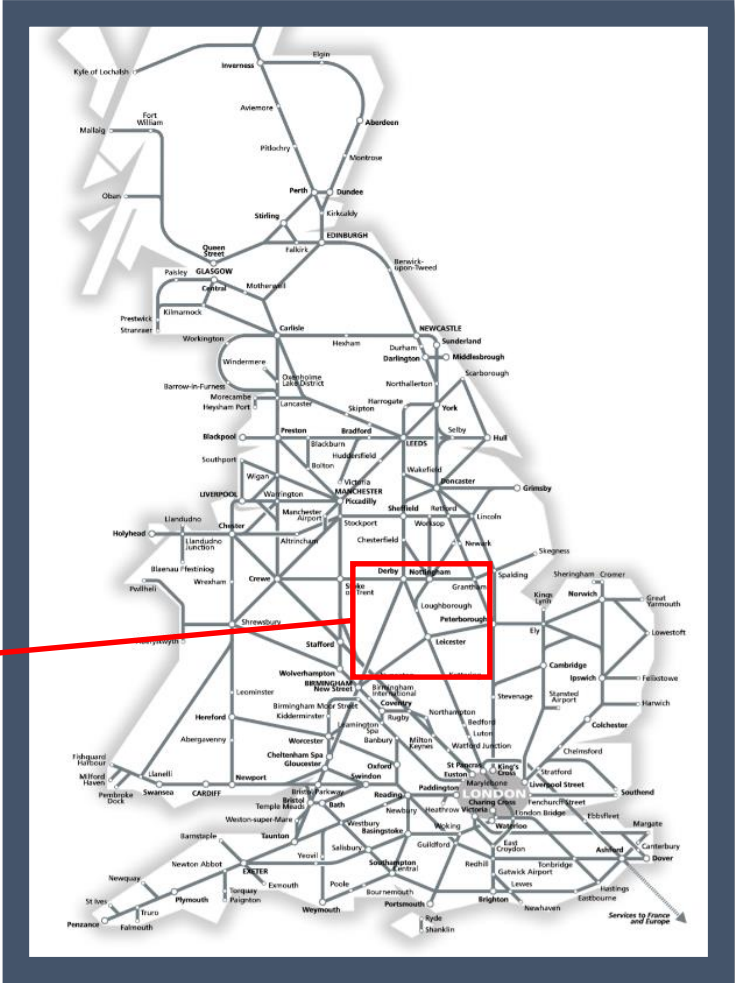 Elgin
Inverness
Kyle of Lochalsh
Aviemore
Fort
William
Mallaig
Aberdeen
Pitlochry
Montrose
Perth
Dundee
Oban
Stirling
Kirkcaldy
Queen
Street
EDINBURGH
Falkirk
Paisley
GLASGOW
Berwick-
upon-Tweed
Central
Motherwell
Kilmarnock
Prestwick
Stranraer
Carlisle
NEWCASTLE
Workington
Hexham
Sunderland
Durham
Darlington
Middlesbrough
Windermere
Scarborough
Oxenholme
Lake District
Northallerton
Barrow-in-Furness
Morecambe
Heysham Port
Lancaster
Harrogate
Skipton
York
Blackpool
Preston
Bradford
Selby
Hull
Blackburn
LEEDS
Huddersfield
Southport
Bolton
Wakefield
Wigan
Victoria
Doncaster
MANCHESTER
Grimsby
LIVERPOOL
Warrington
Piccadilly
Manchester
Airport
Sheffield
Retford
Llandudno
Chester
Stockport
Worksop
Lincoln
Holyhead
Llandudno
Junction
Altrincham
Chesterfield
Newark
Skegness
Blaenau Ffestiniog
Derby
Nottingham
Wrexham
Crewe
Stoke
on Trent
Grantham
Spalding
Sheringham
Cromer
Pwllheli
Kings
Lynn
Norwich
Great
Yarmouth
Loughborough
Peterborough
Shrewsbury
Ely
Lowestoft
Leicester
Stafford
Cambridge
Wolverhampton
BIRMINGHAM
New Street
Ipswich
Felixstowe
Birmingham
International
Leominster
Stevenage
Stansted
Airport
Coventry
Birmingham Moor Street
Harwich
Kidderminster
Rugby
Northampton
Hereford
Leamington
Spa
Bedford
Colchester
Abergavenny
Worcester
Banbury
Milton
Keynes
Luton
Cheltenham Spa
Watford Junction
Chelmsford
Fishguard
Harbour
Gloucester
Oxford
St Pancras
King's
Cross
Milford
Haven
Llanelli
Swindon
Euston
Stratford
Newport
Marylebone
Liverpool Street
Pembroke
Dock
Swansea
CARDIFF
Bristol Parkway
Reading
Paddington
LONDON
Southend
Bristol
Temple Meads
Bath
Newbury
Heathrow
Victoria
Charing Cross
Fenchurch Street
London Bridge
Weston-super-Mare
Westbury
Basingstoke
Woking
Waterloo
Ebbsfleet
Margate
Barnstaple
Taunton
Salisbury
Guildford
East
Croydon
Canterbury
Newton Abbot
Yeovil
Southampton
Central
Redhill
Gatwick Airport
Tonbridge
Ashford
Dover
EXETER
Newquay
Exmouth
Poole
Lewes
Plymouth
Torquay
Paignton
Bournemouth
Hastings
St Ives
Weymouth
Portsmouth
Brighton
Eastbourne
Truro
Newhaven
Penzance
Falmouth
Ryde
Shanklin
Services to France
and Europe